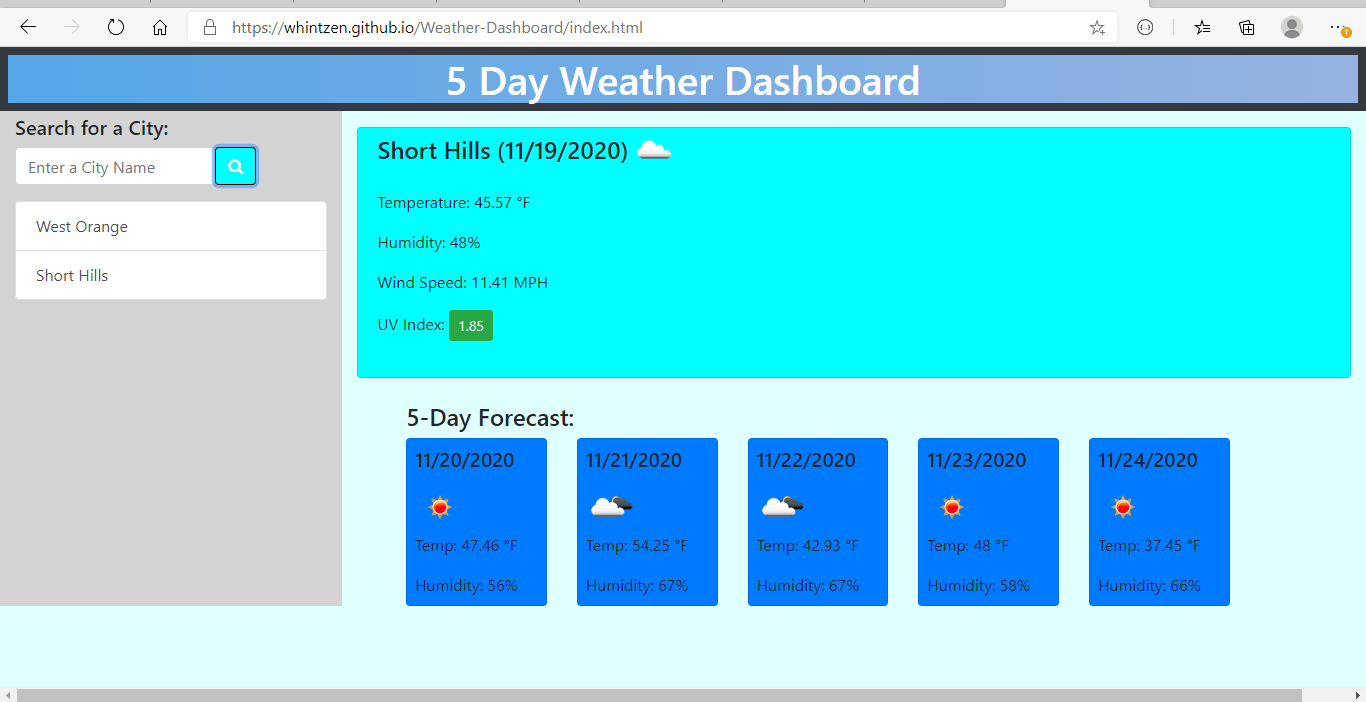 https://whintzen.github.io/Weather-Dashboard/index.html
5 Day Weather Dashboard
Search for a City:
Enter a City Name
West Orange
Short Hills
Short Hills (11/19/2020)
Temperature: 45.57 °F
Humidity: 48%
Wind Speed: 11.41 MPH
UV Index: 1.85
5-Day Forecast:
11/20/2020
Temp: 47.46 °F
Humidity: 56%
11/21/2020
Temp: 54.25 °F
Humidity: 67%
11/22/2020
Temp: 42.93 °F
Humidity: 67%
11/23/2020
Temp: 48 °F
Humidity: 58%
11/24/2020
Temp: 37.45 °F
Humidity: 66%